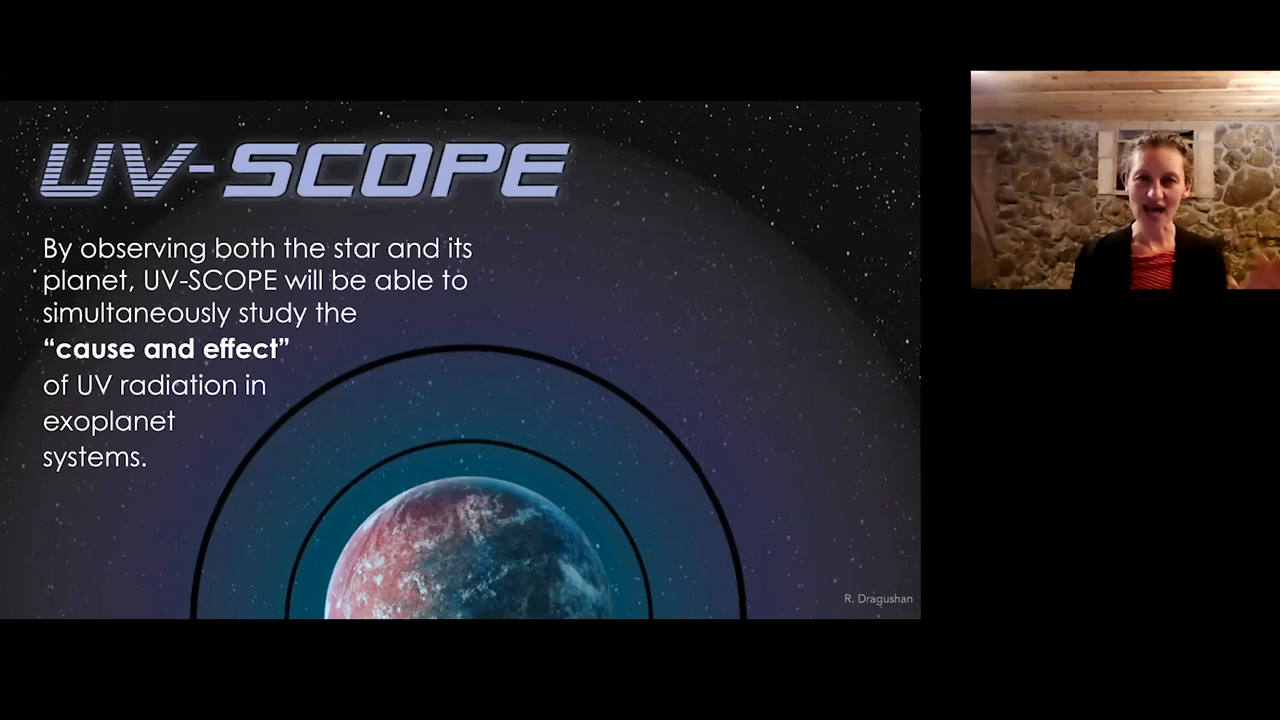 UV-SCOPE
By observing both the star and its
planet, UV-SCOPE will be able to
simultaneously study the
“cause and effect”
of UV radiation in
exoplanet
systems.
R. Dragushan